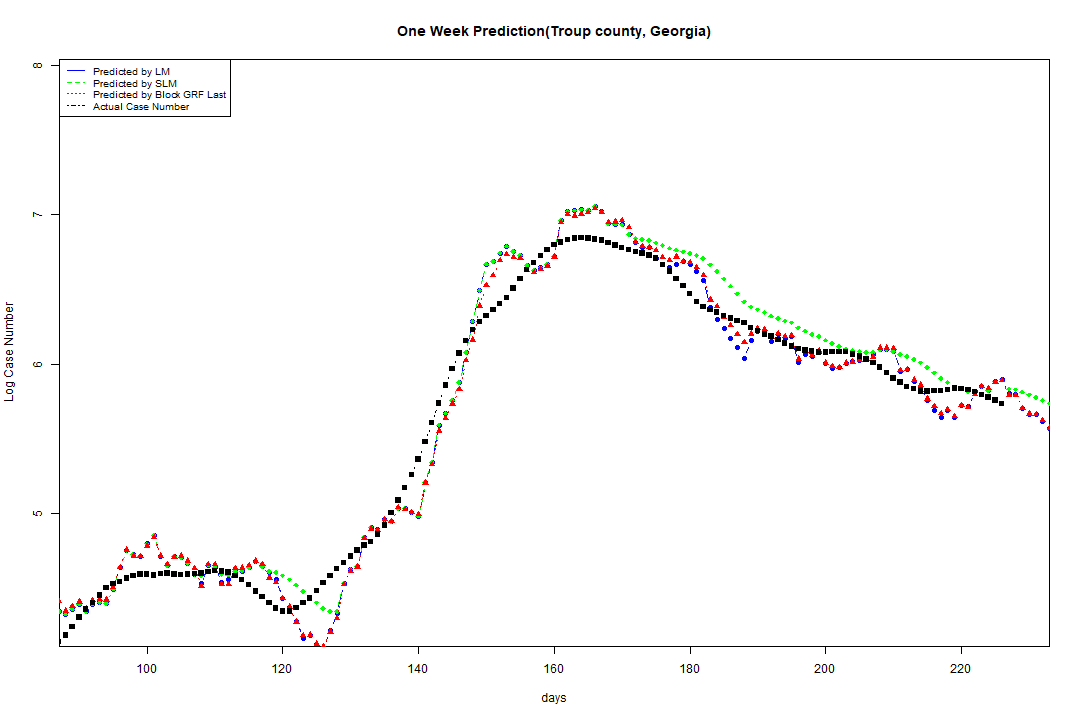 One Week Prediction(Troup county, Georgia)
Predicted by LM
Predicted by SLM
Predicted by Block GRF Last
Actual Case Number
8
7
6
5
Log Case Number
100 120 140 160 180 200 220
days